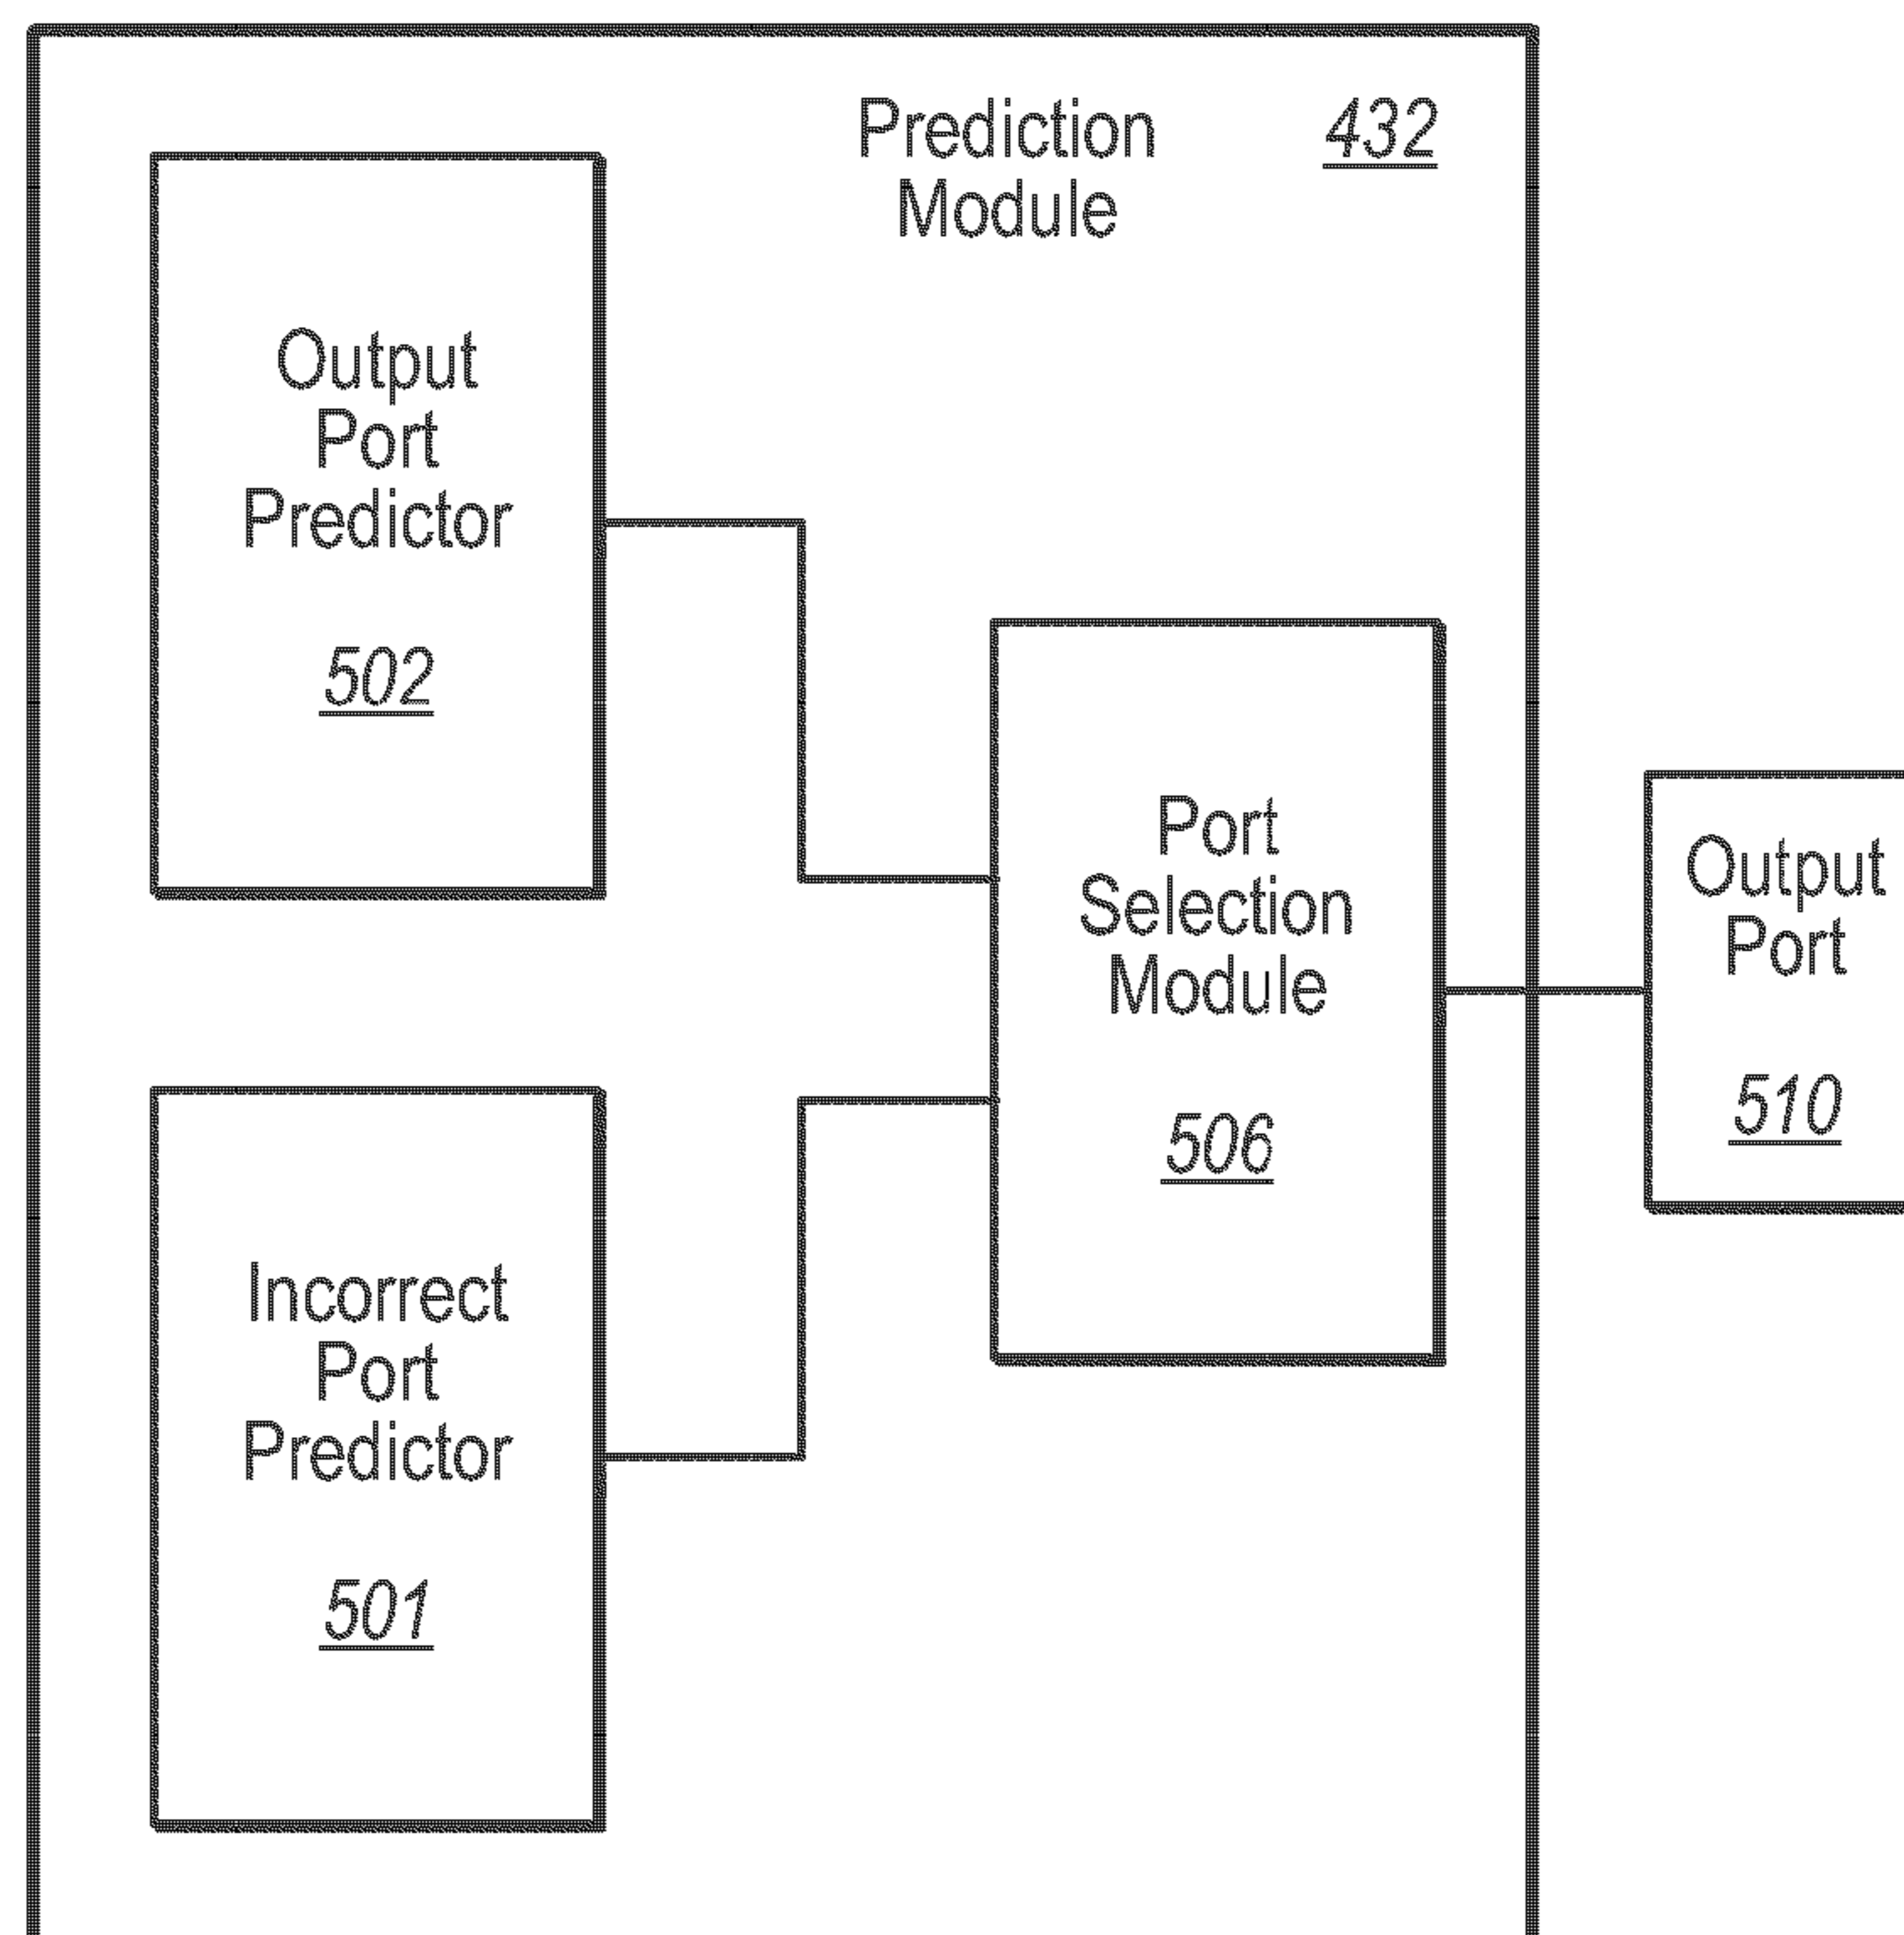 Prediction
Module
432
Output
Port
Predictor
502
Port
Selection
Module
506
Output
Port
510
Incorrect
Port
Predictor
501